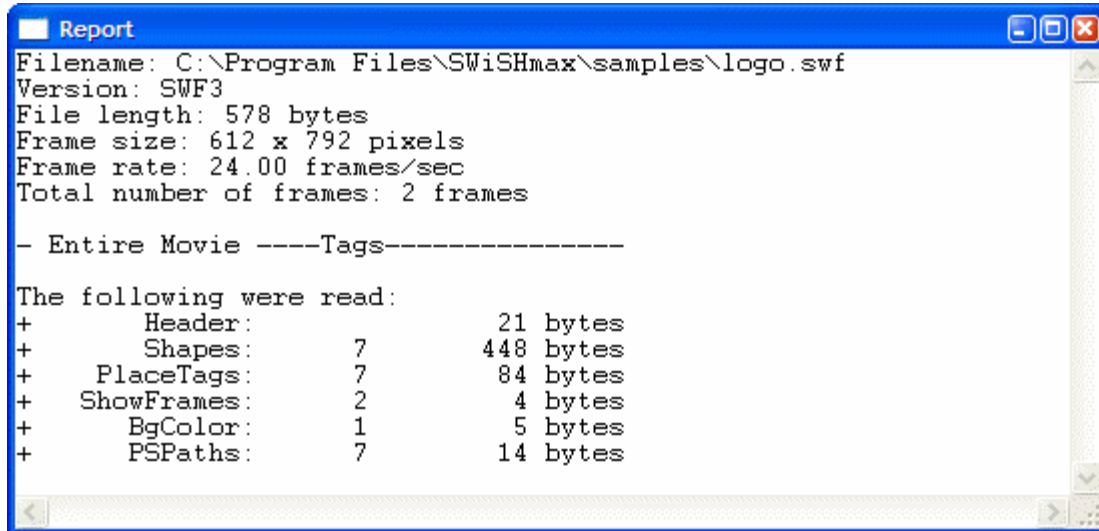 Report
Filename: C:\Program Files\SWiSHmax\samples\logo.swf
Version: SWF3
File length: 578 bytes
Frame size: 612 x 792 pixels
Frame rate: 24.00 frames/sec
Total number of frames: 2 frames
- Entire Movie ----Tags---------------
The following were read:
+ Header: 21 bytes
+ Shapes: 7 448 bytes
+ PlaceTags: 7 84 bytes
+ ShowFrames: 2 4 bytes
+ BgColor: 1 5 bytes
+ PSPaths: 7 14 bytes